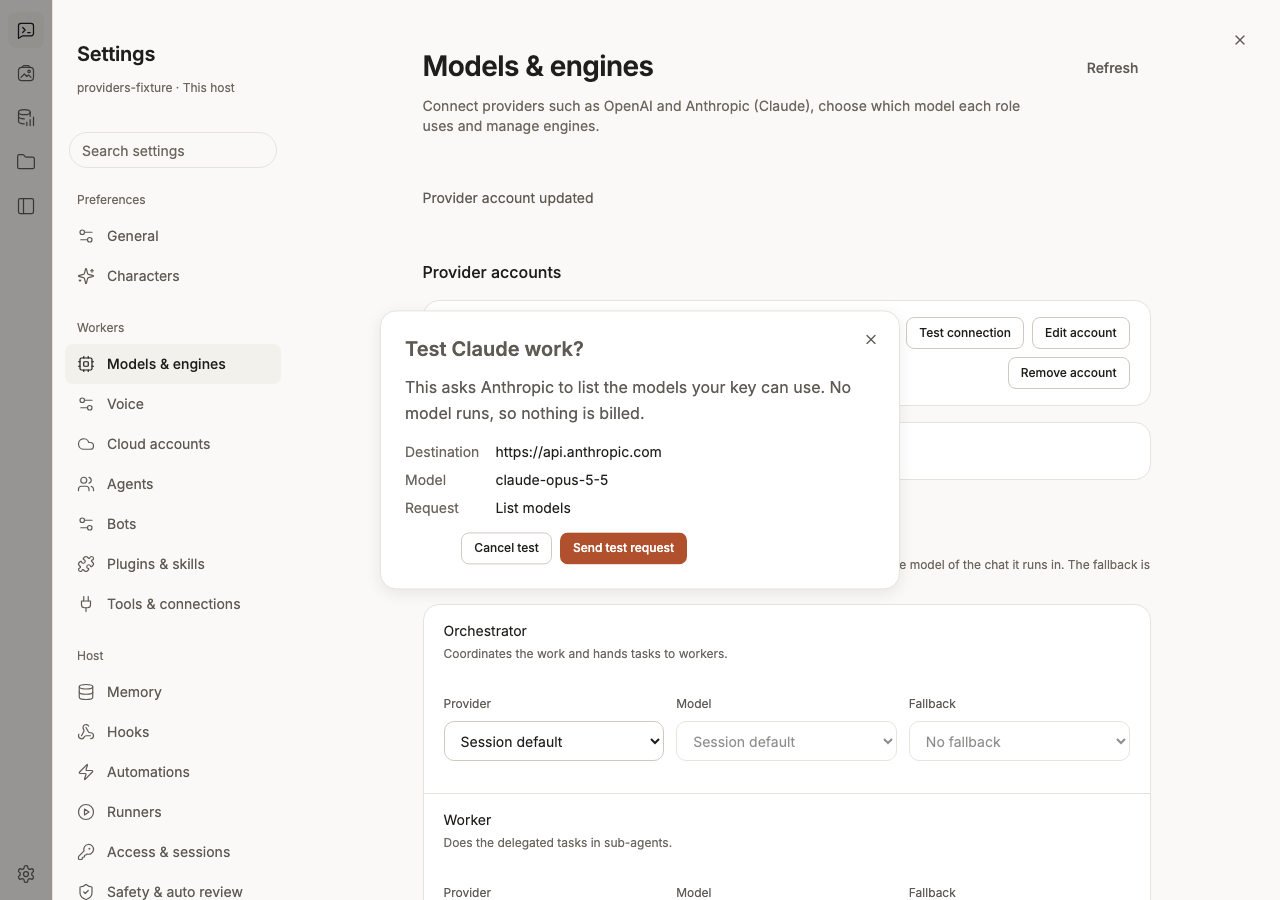 Settings
providers-fixture · This host
Search settings
Preferences
General
Characters
Workers
Models & engines
Voice
Cloud accounts
Agents
Bots
Plugins & skills
Tools & connections
Host
Memory
Hooks
Automations
Runners
Access & sessions
Safety & auto review
Models & engines
Refresh
Connect providers such as OpenAI and Anthropic (Claude), choose which model each role
uses and manage engines.
Provider account updated
Provider accounts
Test connection
Edit account
Remove account
Test Claude work?
This asks Anthropic to list the models your key can use. No
model runs, so nothing is billed.
Destination https://api.anthropic.com
Model claude-opus-5-5
Request List models
Cancel test
Send test request
model of the chat it runs in. The fallback is
Orchestrator
Coordinates the work and hands tasks to workers.
Provider Model Fallback
Session default Session default No fallback
Worker
Does the delegated tasks in sub-agents.
Provider Model Fallback